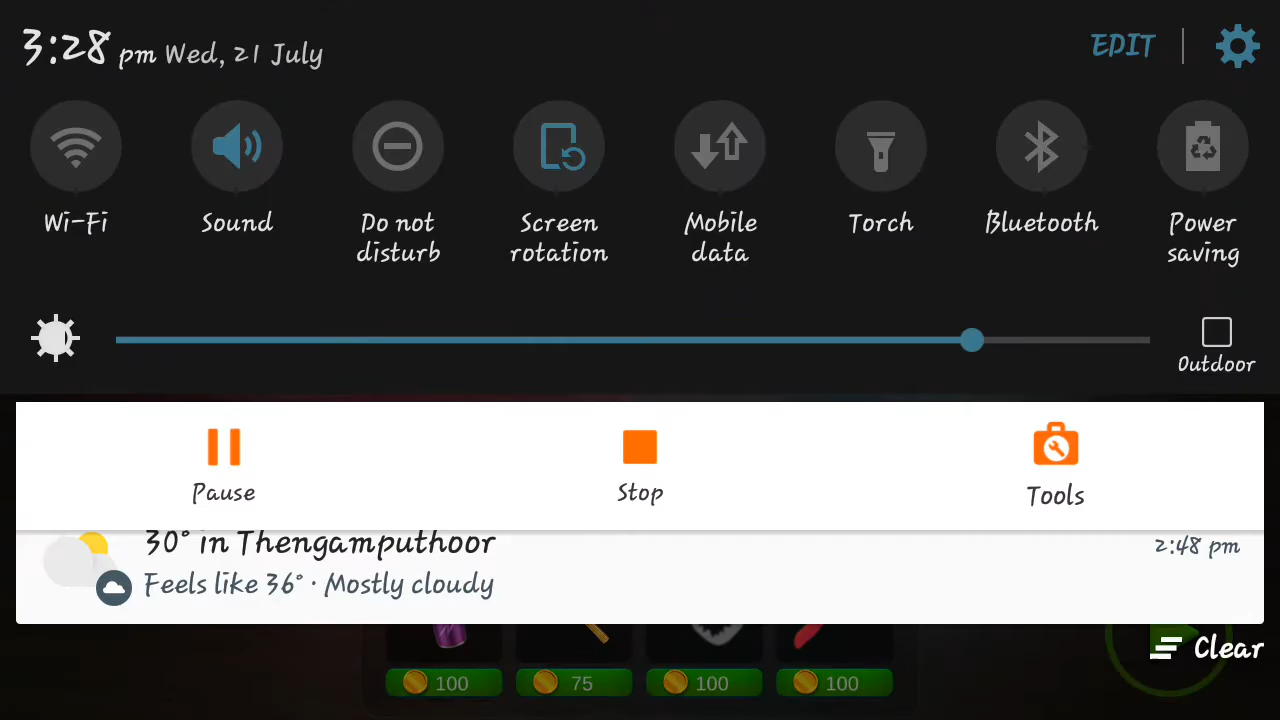 3:28 pm Wed, 21 July
EDIT
Wi-Fi
Sound
Do not
disturb
Screen
rotation
Mobile
data
Torch
Bluetooth
Power
saving
Outdoor
Pause
Stop
Tools
30° in Thengamputhoor
2:48 pm
Feels like 36° · Mostly cloudy
Clear
100
75
100
100